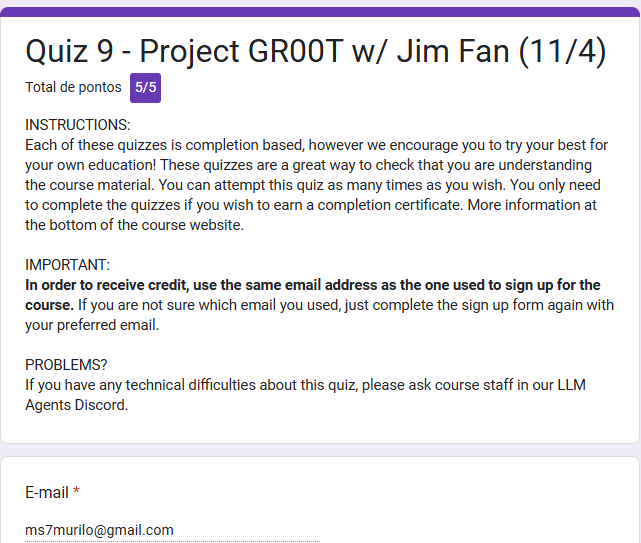 Quiz 9 - Project GR00T w/ Jim Fan (11/4)
Total de pontos 5/5
INSTRUCTIONS:
Each of these quizzes is completion based, however we encourage you to try your best for
your own education! These quizzes are a great way to check that you are understanding
the course material. You can attempt this quiz as many times as you wish. You only need
to complete the quizzes if you wish to earn a completion certificate. More information at
the bottom of the course website.
IMPORTANT:
In order to receive credit, use the same email address as the one used to sign up for the
course. If you are not sure which email you used, just complete the sign up form again with
your preferred email.
PROBLEMS?
If you have any technical difficulties about this quiz, please ask course staff in our LLM
Agents Discord.
E-mail *
ms7murilo@gmail.com